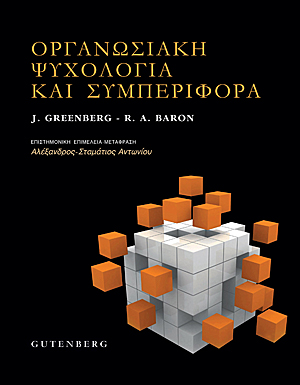 ΟΡΓΑΝΩΣΙΑΚΗ
ΨΥΧΟΛΟΓΙΑ
ΚΑΙ ΣΥΜΠΕΡΙΦΟΡΑ
J. GREENBERG - R. A. BARON
ΕΠΙΣΤΗΜΟΝΙΚΗ ΕΠΙΜΕΛΕΙΑ ΜΕΤΑΦΡΑΣΗ
Αλέξανδρος-Σταμάτιος Αντωνίου
GUTENBERG